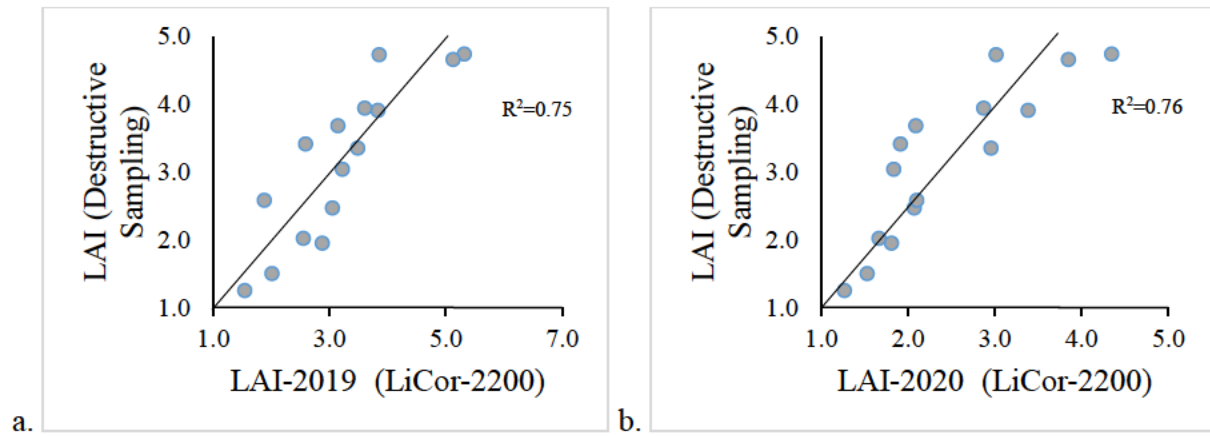 LAI (Destructive
Sampling)
5.0
4.0
3.0
2.0
1.0
R²=0.75
1.0 3.0 5.0 7.0
LAI-2019 (LiCor-2200)
a.
LAI (Destructive
Sampling)
5.0
4.0
3.0
2.0
1.0
R²=0.76
1.0 2.0 3.0 4.0 5.0
LAI-2020 (LiCor-2200)
b.